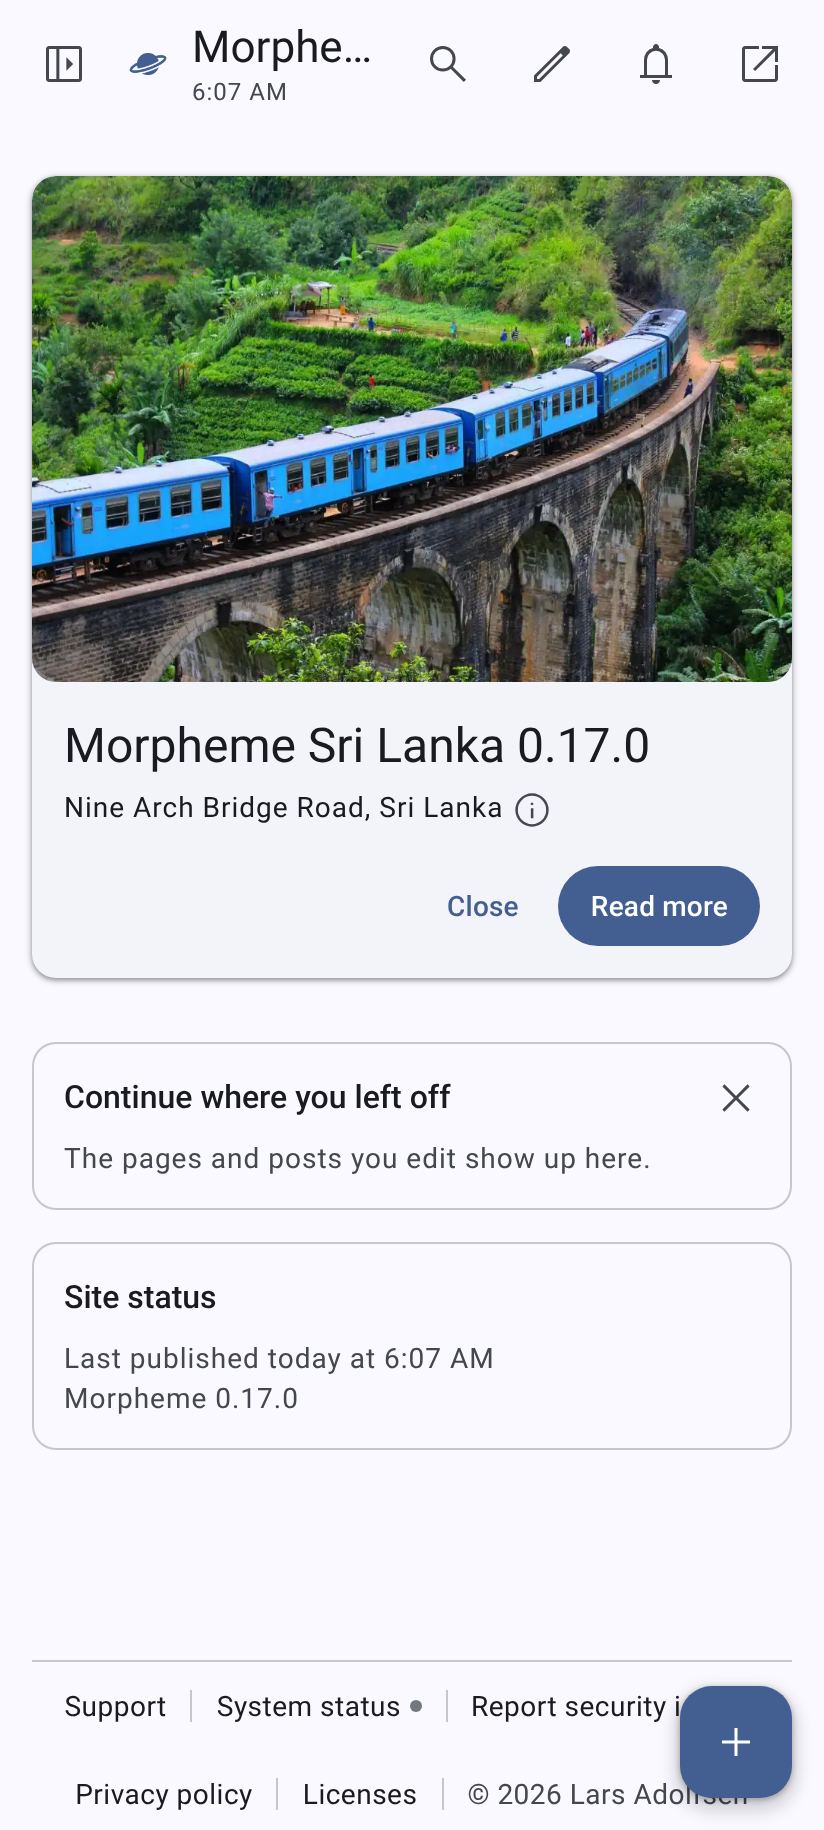 Morphe…
6:07 AM
Morpheme Sri Lanka 0.17.0
Nine Arch Bridge Road, Sri Lanka
Close
Read more
Continue where you left off
The pages and posts you edit show up here.
Site status
Last published today at 6:07 AM
Morpheme 0.17.0
Support
System status
Report security
Privacy policy
Licenses
© 2026 Lars